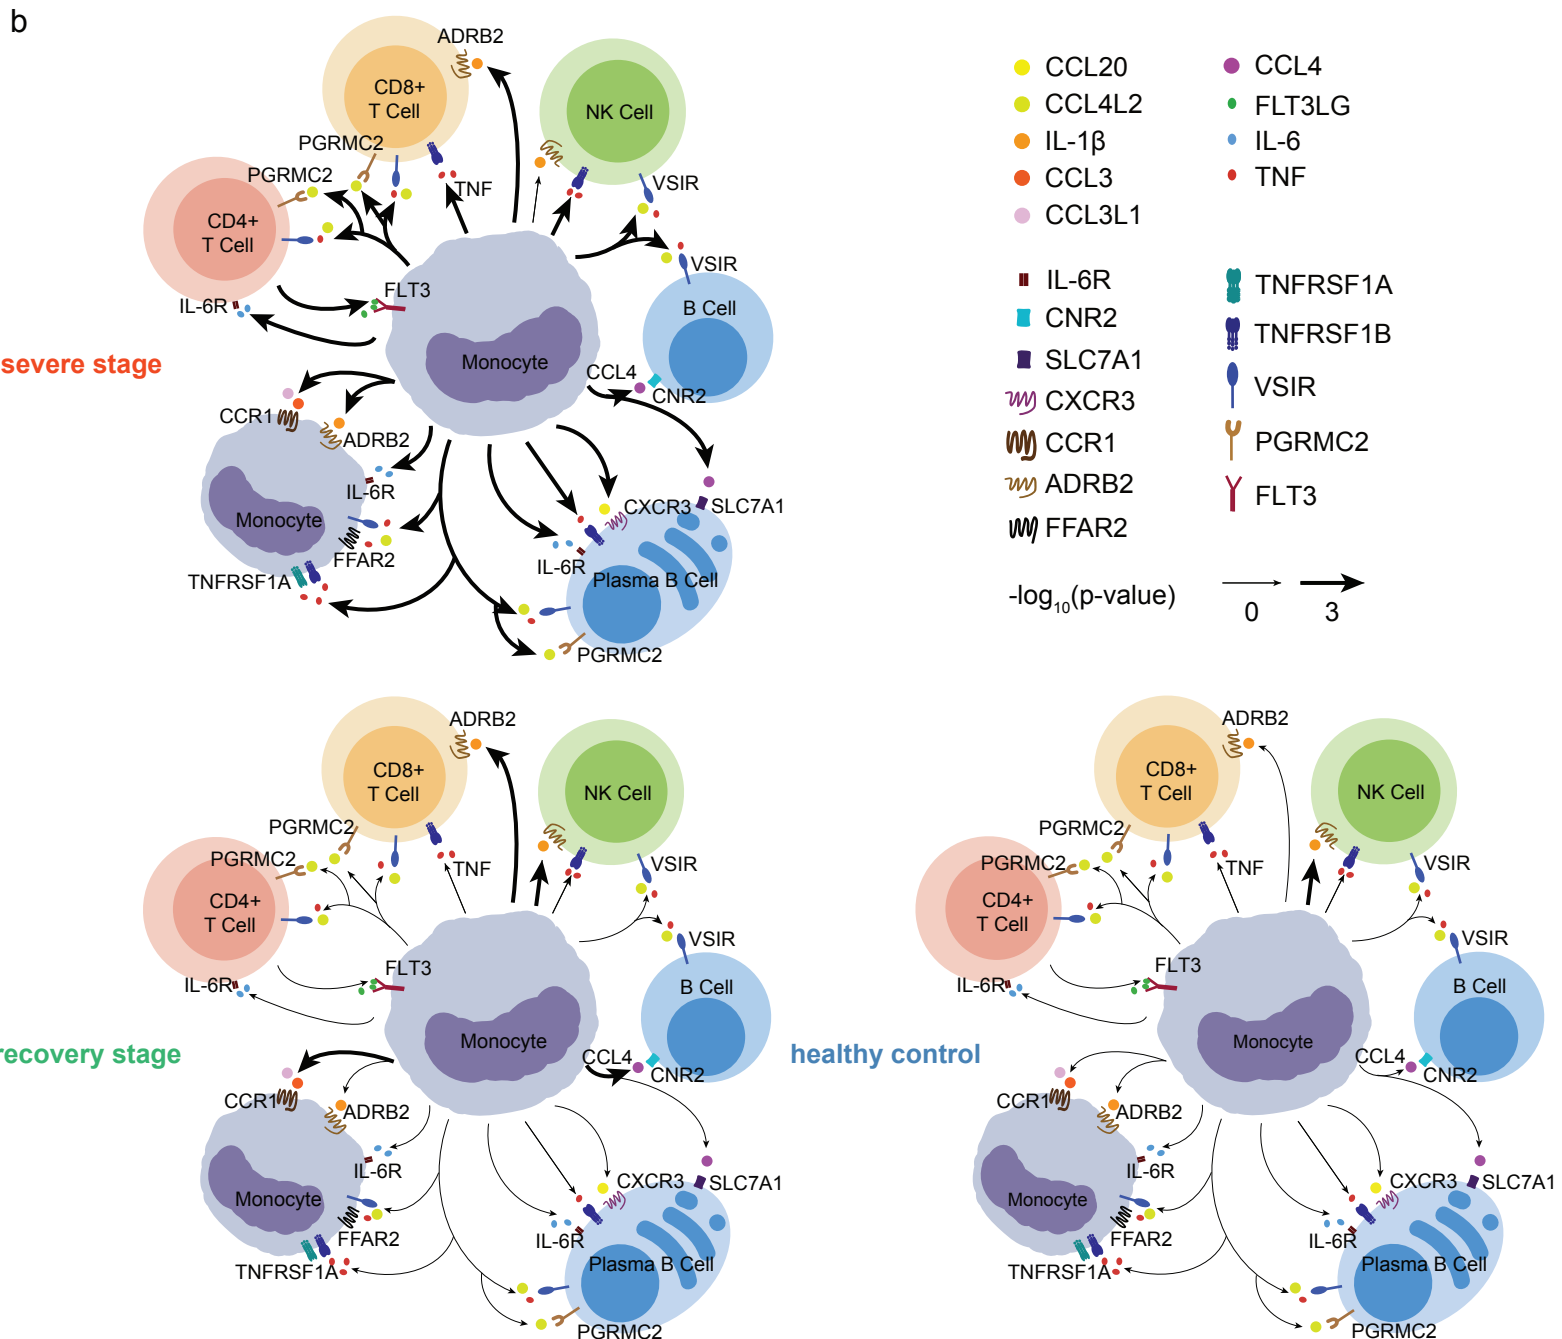 b
ADRB2
CD8+
T Cell
NK Cell
PGRMC2
PGRMC2
TNF
VSIR
CD4+
T Cell
VSIR
IL-6R
FLT3
B Cell
severe stage
Monocyte
CCL4
CNR2
CCR1
ADRB2
IL-6R
CXCR3
SLC7A1
Monocyte
FFAR2
IL-6R
TNFRSF1A
Plasma B Cell
PGRMC2
CCL20
CCL4L2
IL-1β
CCL3
CCL3L1
CCL4
FLT3LG
IL-6
TNF
IL-6R
CNR2
SLC7A1
CXCR3
CCR1
ADRB2
FFAR2
TNFRSF1A
TNFRSF1B
VSIR
PGRMC2
FLT3
-log10(p-value)
0
3
ADRB2
CD8+
T Cell
NK Cell
PGRMC2
PGRMC2
TNF
VSIR
CD4+
T Cell
VSIR
IL-6R
FLT3
B Cell
recovery stage
Monocyte
CCL4
CNR2
CCR1
ADRB2
IL-6R
CXCR3
SLC7A1
Monocyte
FFAR2
IL-6R
TNFRSF1A
Plasma B Cell
PGRMC2
ADRB2
CD8+
T Cell
NK Cell
PGRMC2
PGRMC2
TNF
VSIR
CD4+
T Cell
VSIR
IL-6R
FLT3
B Cell
healthy control
Monocyte
CCL4
CNR2
CCR1
ADRB2
IL-6R
CXCR3
SLC7A1
Monocyte
FFAR2
IL-6R
TNFRSF1A
Plasma B Cell
PGRMC2